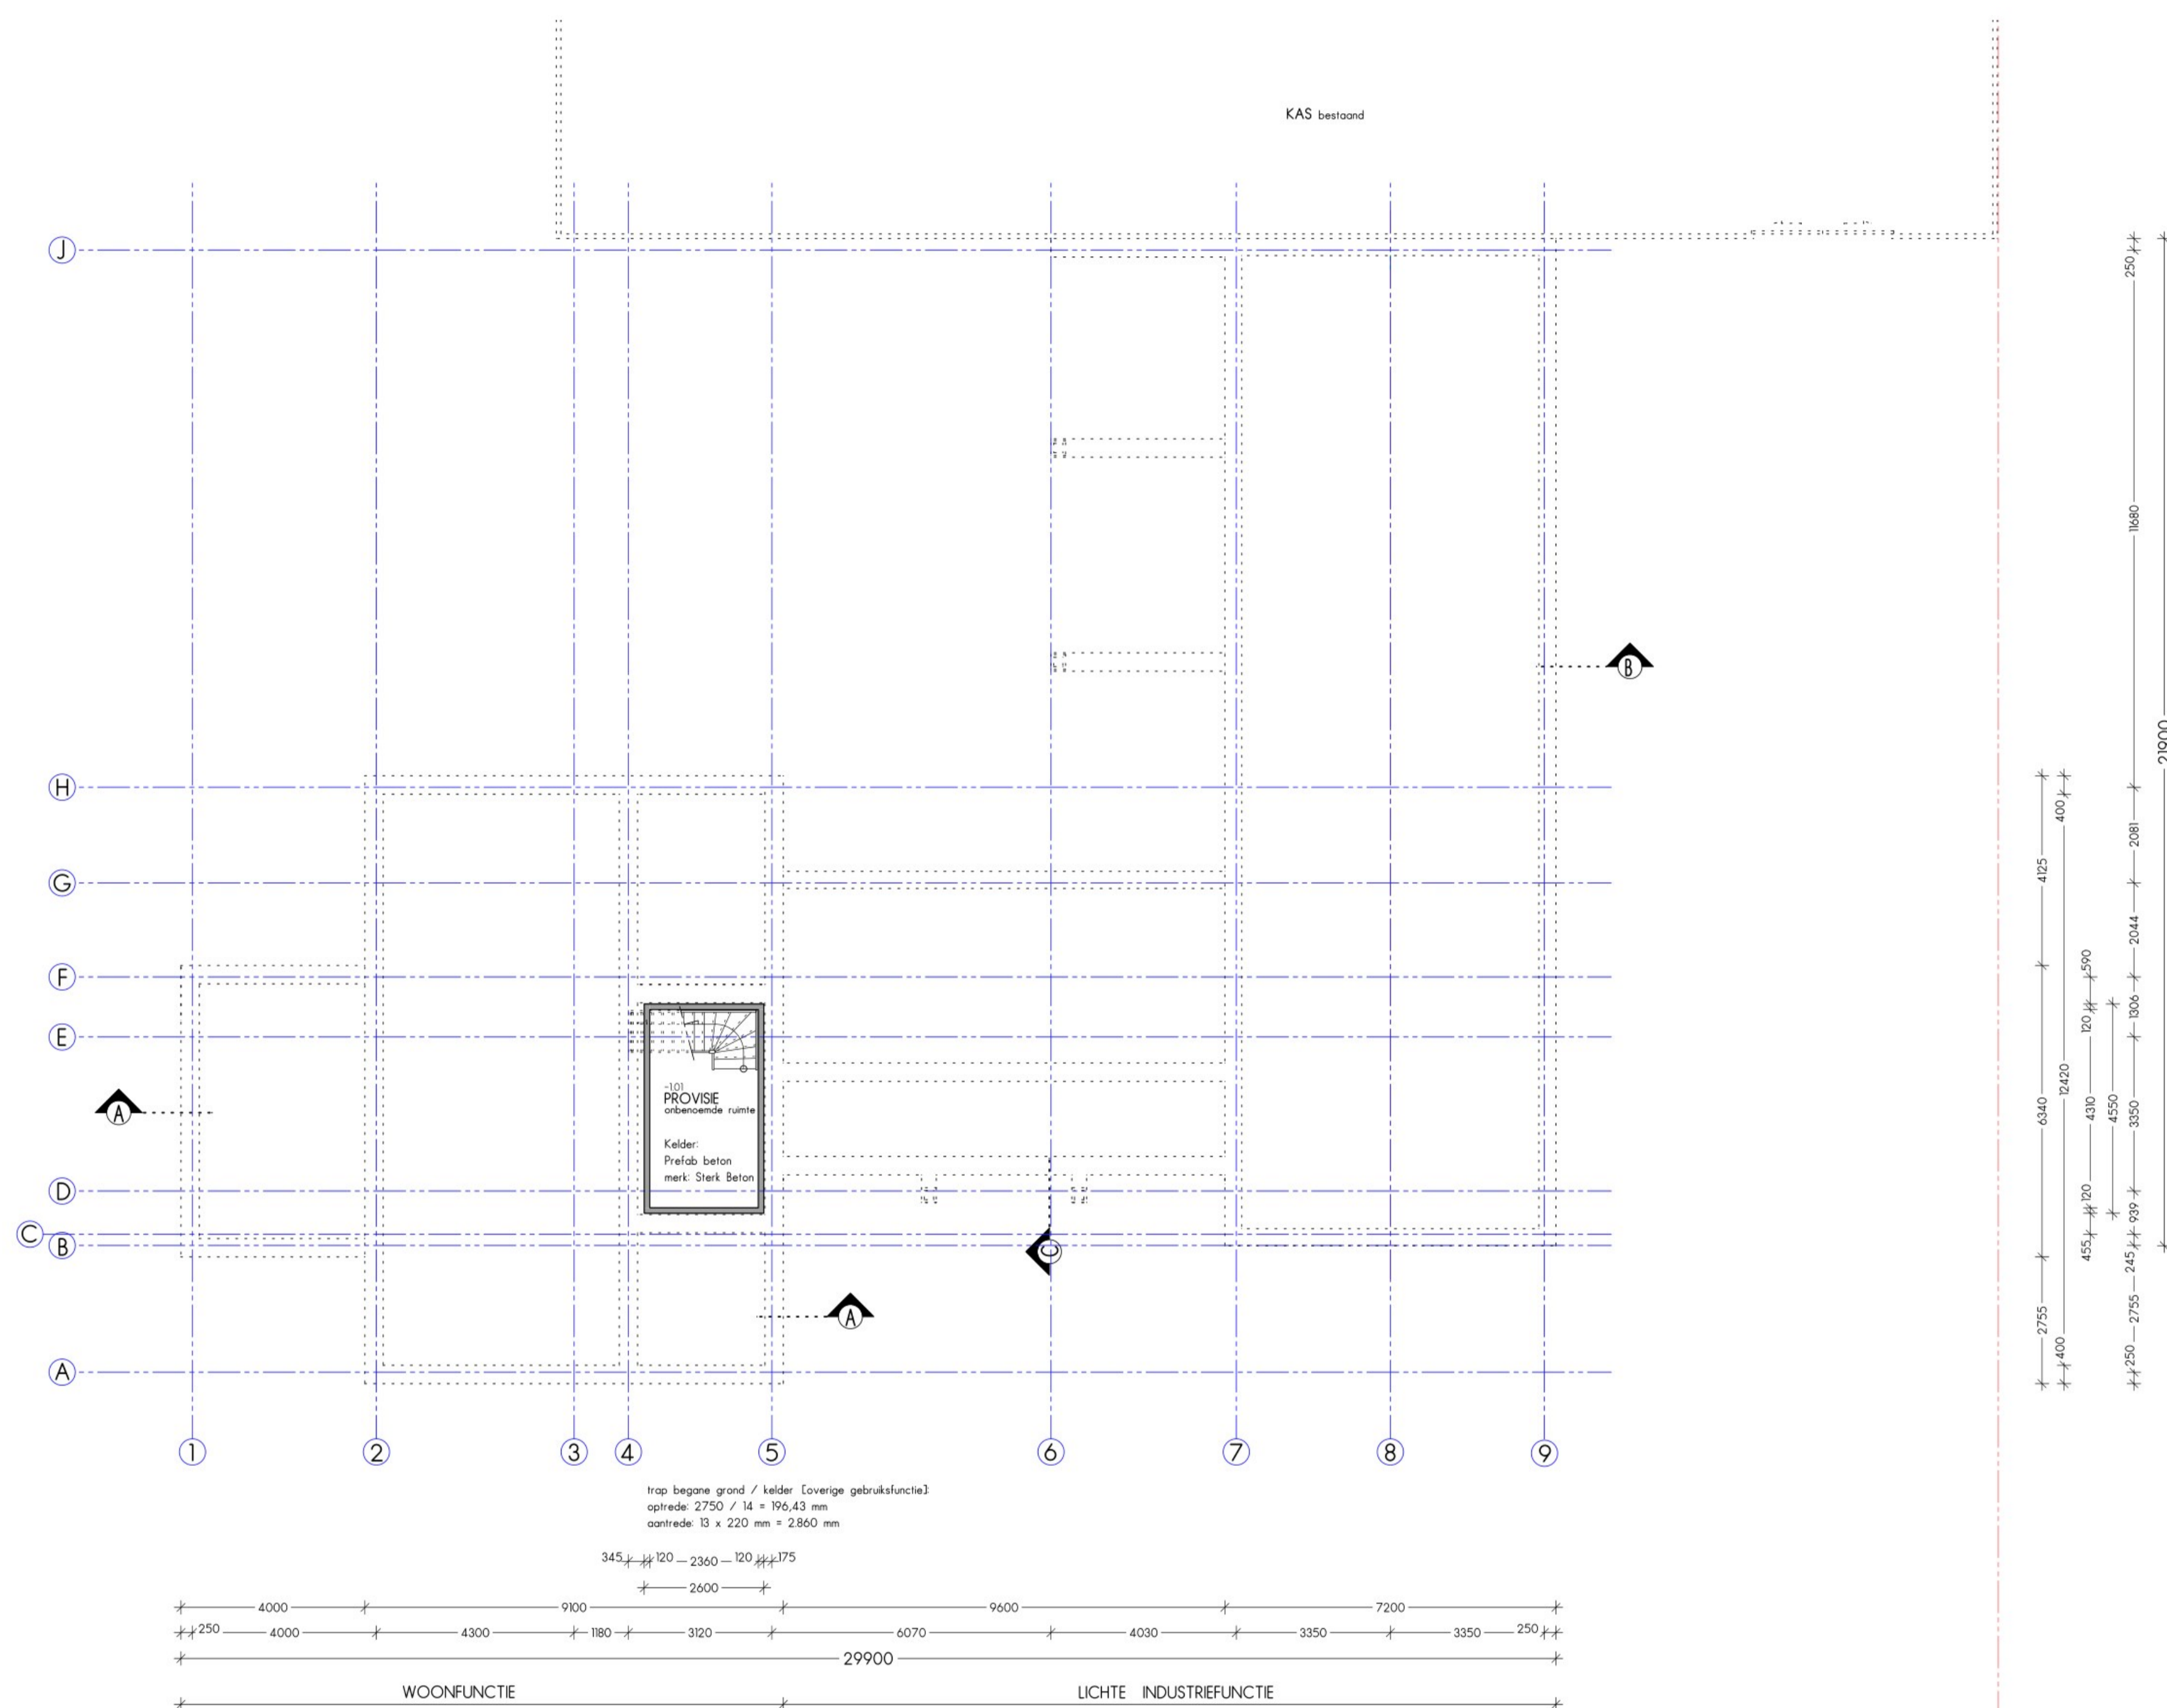 KAS bestaand
J
250
11680
21900
B
H
400
2081
4125
G
2044
590
F
1306
120
E
-1.01
PROVISIE
onbenoemde ruimte
A
12420
6340
4310
4550
3350
Kelder:
Prefab beton
merk: Sterk Beton
D
120
939
C
B
C
455
245
A
2755
2755
A
400
250
1
2
3
4
5
6
7
8
9
trap begane grond / kelder [overige gebruiksfunctie]:
optrede: 2750 / 14 = 196,43 mm
aantrede: 13 x 220 mm = 2.860 mm
345 120 2360 120 175
2600
4000 9100 9600 7200
250 4000 4300 1180 3120 6070 4030 3350 3350 250
29900
WOONFUNCTIE LICHTE INDUSTRIEFUNCTIE